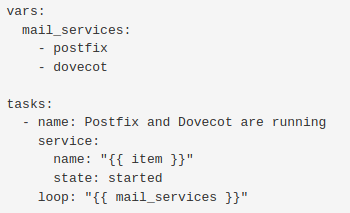 vars:
  mail_services:
    - postfix
    - dovecot

tasks:
  - name: Postfix and Dovecot are running
    service:
      name: "{{ item }}"
      state: started
    loop: "{{ mail_services }}"